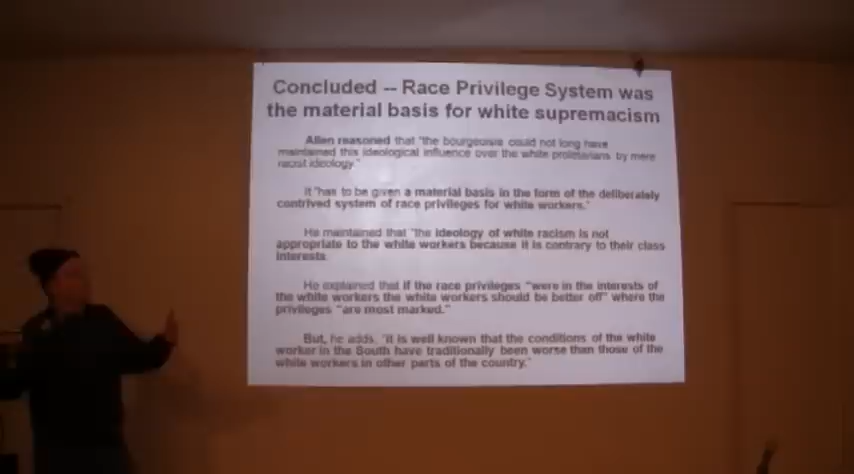 Concluded -- Race Privilege System was
the material basis for white supremacism
Allen reasoned that "the bourgeoisie could not long have
maintained this ideological influence over the white proletarians by mere
racist ideology."
It "has to be given a material basis in the form of the deliberately
contrived system of race privileges for white workers."
He maintained that "the ideology of white racism is not
appropriate to the white workers because it is contrary to their class
interests.
He explained that if the race privileges "were in the interests of
the white workers the white workers should be better off" where the
privileges "are most marked."
But, he adds, "it is well known that the conditions of the white
worker in the South have traditionally been worse than those of the
white workers in other parts of the country."